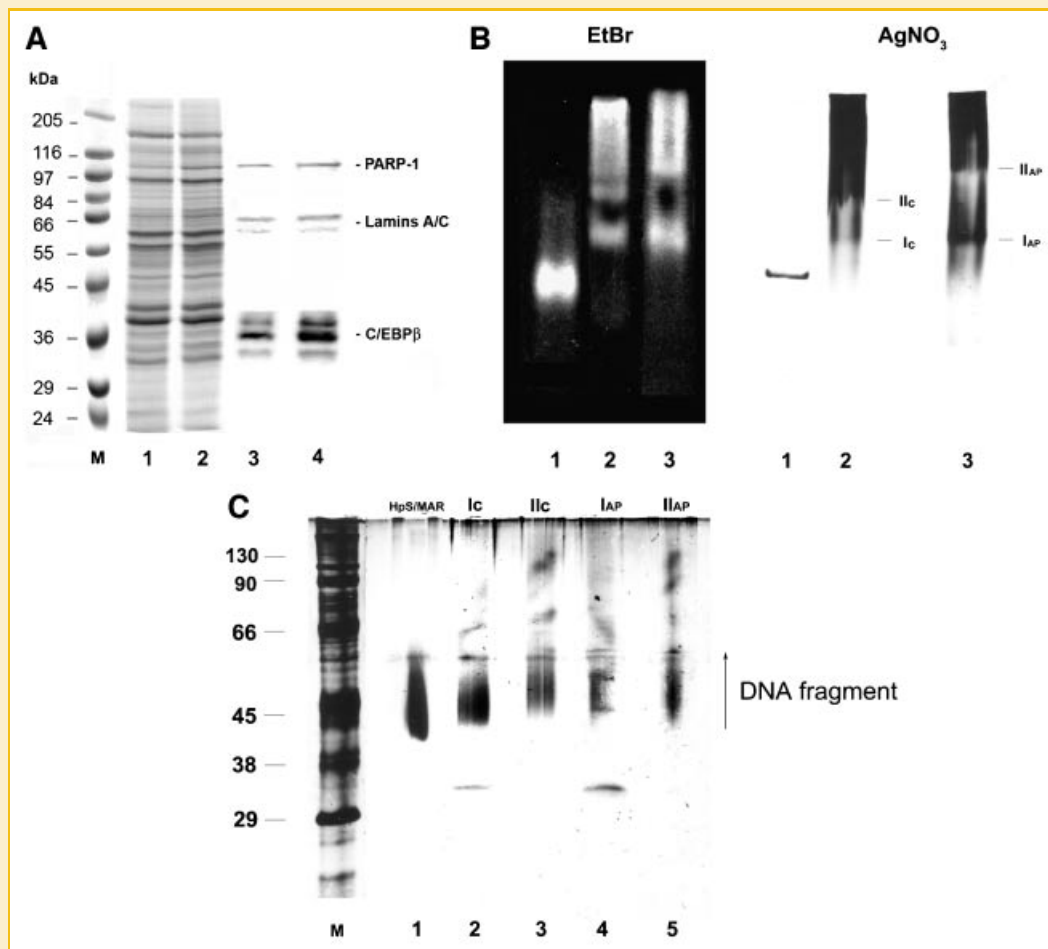 A
kDa
205
116
97
84
66
55
45
36
29
24
- PARP-1
- Lamins A/C
- C/EBPβ
M 1 2 3 4
B
EtBr
AgNO3
IIC
IC
IIAP
IAP
1 2 3
1 2 3
C
HpS/MAR IC IIC IAP IIAP
130
90
66
45
38
29
DNA fragment
M 1 2 3 4 5